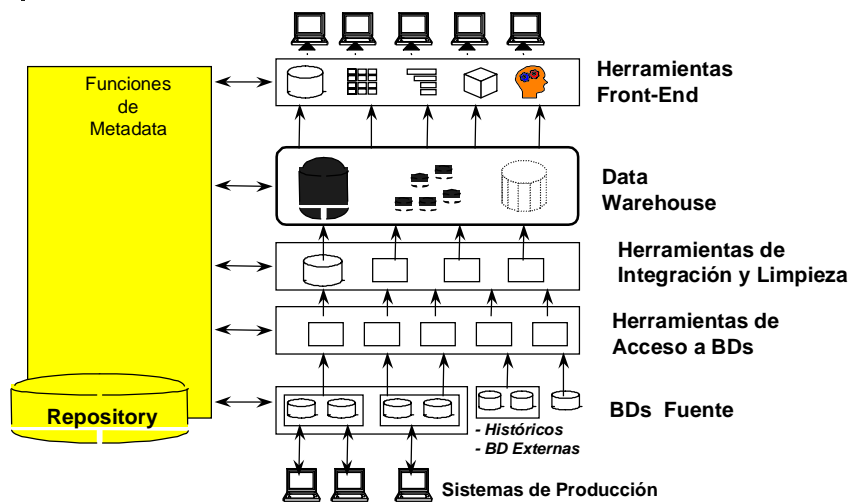 Funciones
de
Metadata
Herramientas
Front-End
Data
Warehouse
Herramientas de
Integración y Limpieza
Herramientas de
Acceso a BDs
Repository
BDs Fuente
- Históricos
- BD Externas
Sistemas de Producción